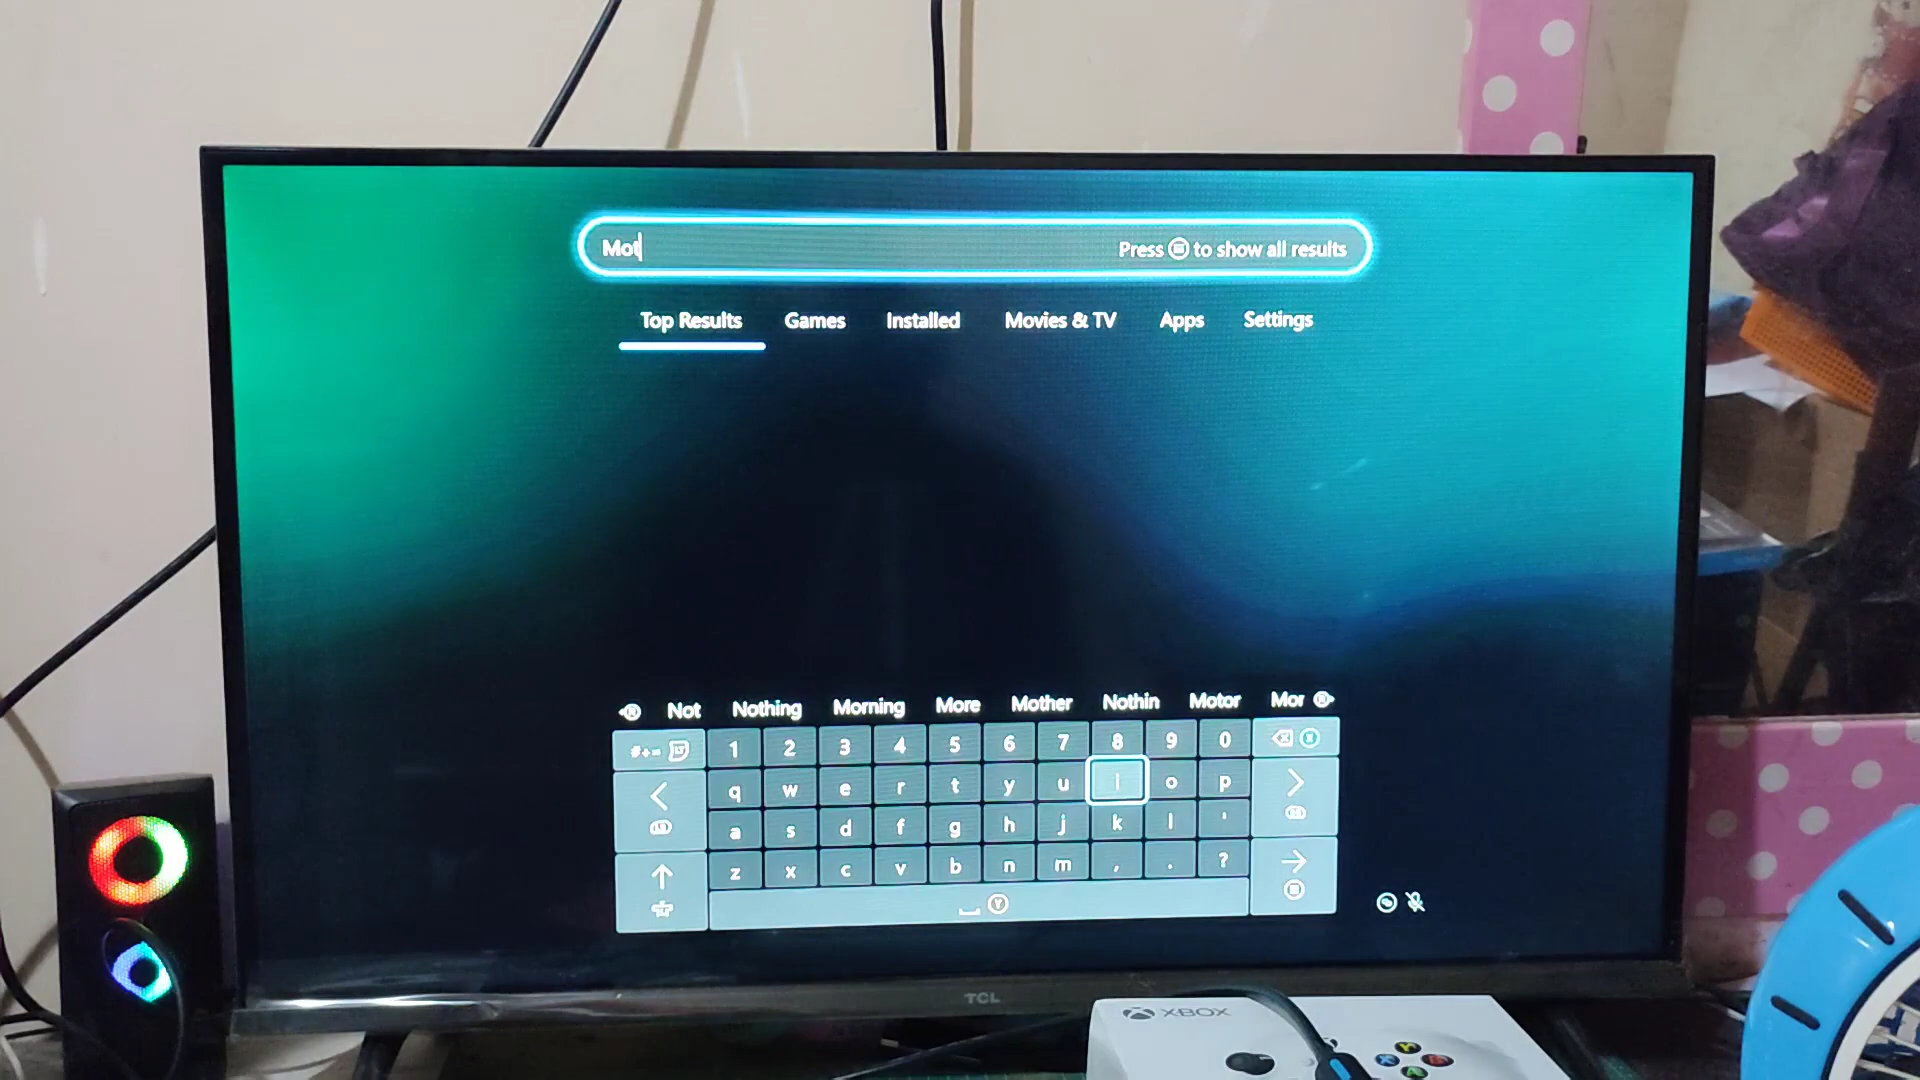 Mot
Press to show all results
Top Results Games Installed Movies & TV Apps Settings
Not Nothing Morning More Mother Nothin Motor Mor
#+= LT 1 2 3 4 5 6 7 8 9 0 X
q w e r t y u i o p
a s d f g h j k l '
z x c v b n m , . ?
Y
TCL
XBOX
Y
X B
A